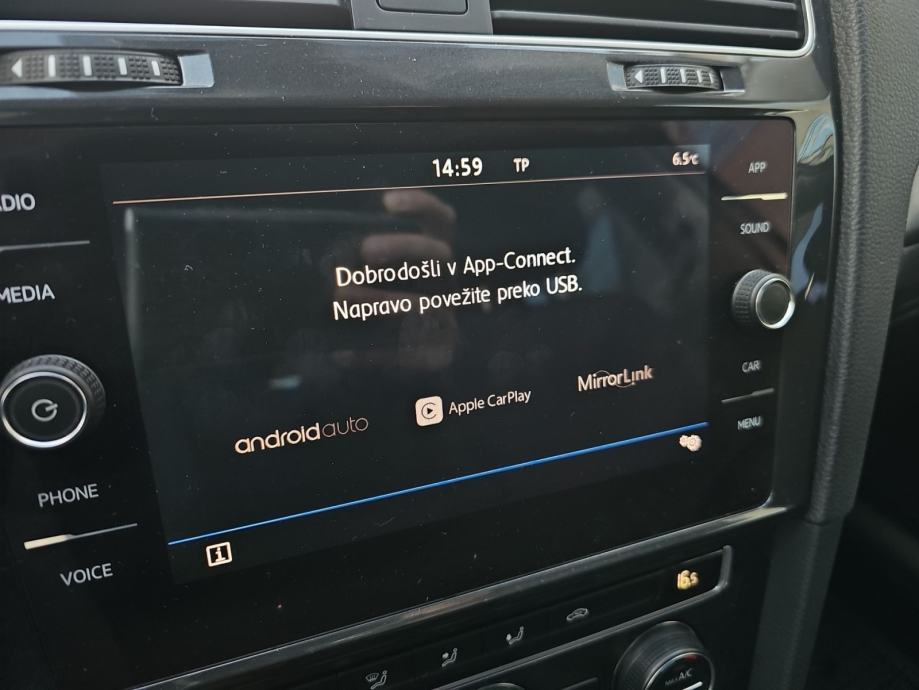 14:59 TP 6.5°C
APP
SOUND
CAR
MENU
MEDIA
PHONE
VOICE
Dobrodošli v App-Connect.
Napravo povežite preko USB.
androidauto
Apple CarPlay
MirrorLink
A/C